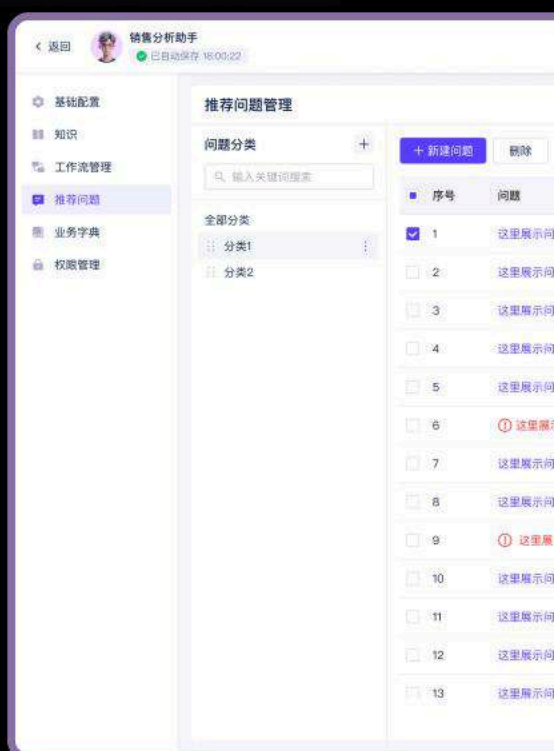 返回
销售分析助手
已自动保存 16:00:22
基础配置
知识
工作流管理
推荐问题
业务字典
权限管理
推荐问题管理
问题分类 +
输入关键词搜索
全部分类
分类1
分类2
+ 新建问题 删除
序号 问题
1 这里展示问
2 这里展示问
3 这里展示问
4 这里展示问
5 这里展示问
6 这里展
7 这里展示问
8 这里展示问
9 这里展
10 这里展示问
11 这里展示问
12 这里展示问
13 这里展示问